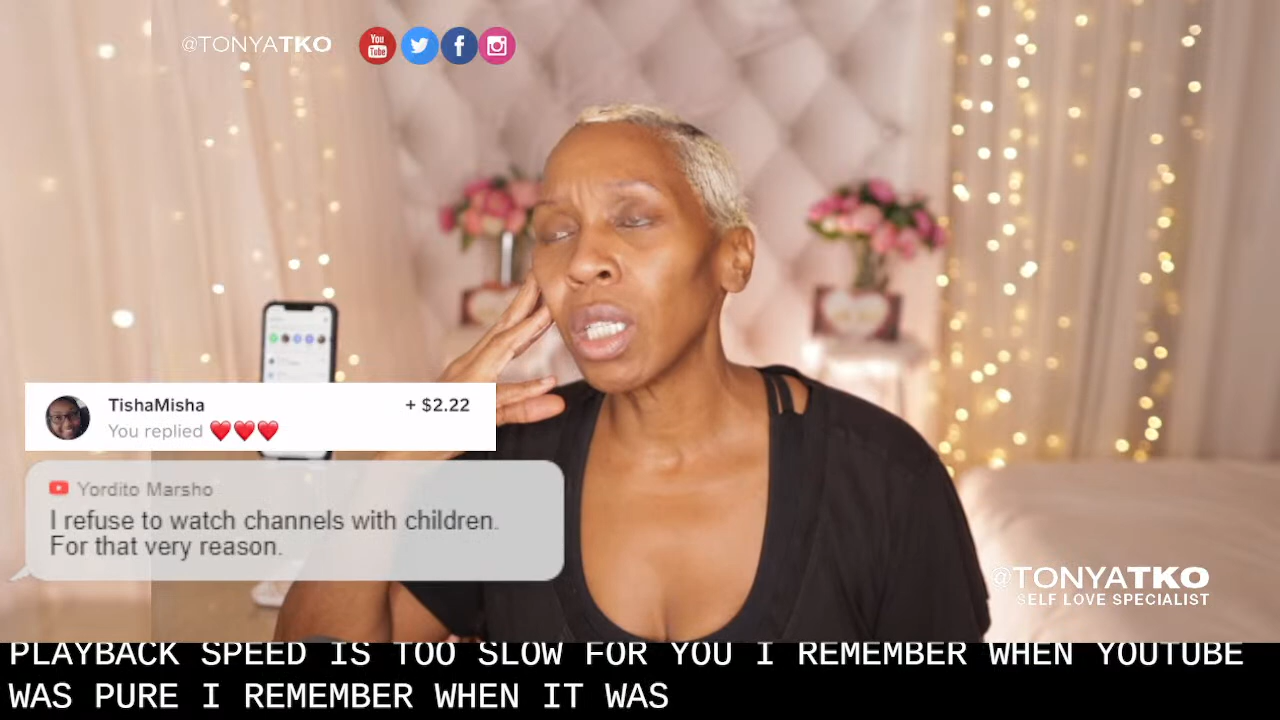 @TONYATKO
You
Tube
TishaMisha + $2.22
You replied ❤️❤️❤️
Yordito Marsho
I refuse to watch channels with children.
For that very reason.
@TONYATKO
SELF LOVE SPECIALIST
PLAYBACK SPEED IS TOO SLOW FOR YOU I REMEMBER WHEN YOUTUBE
WAS PURE I REMEMBER WHEN IT WAS